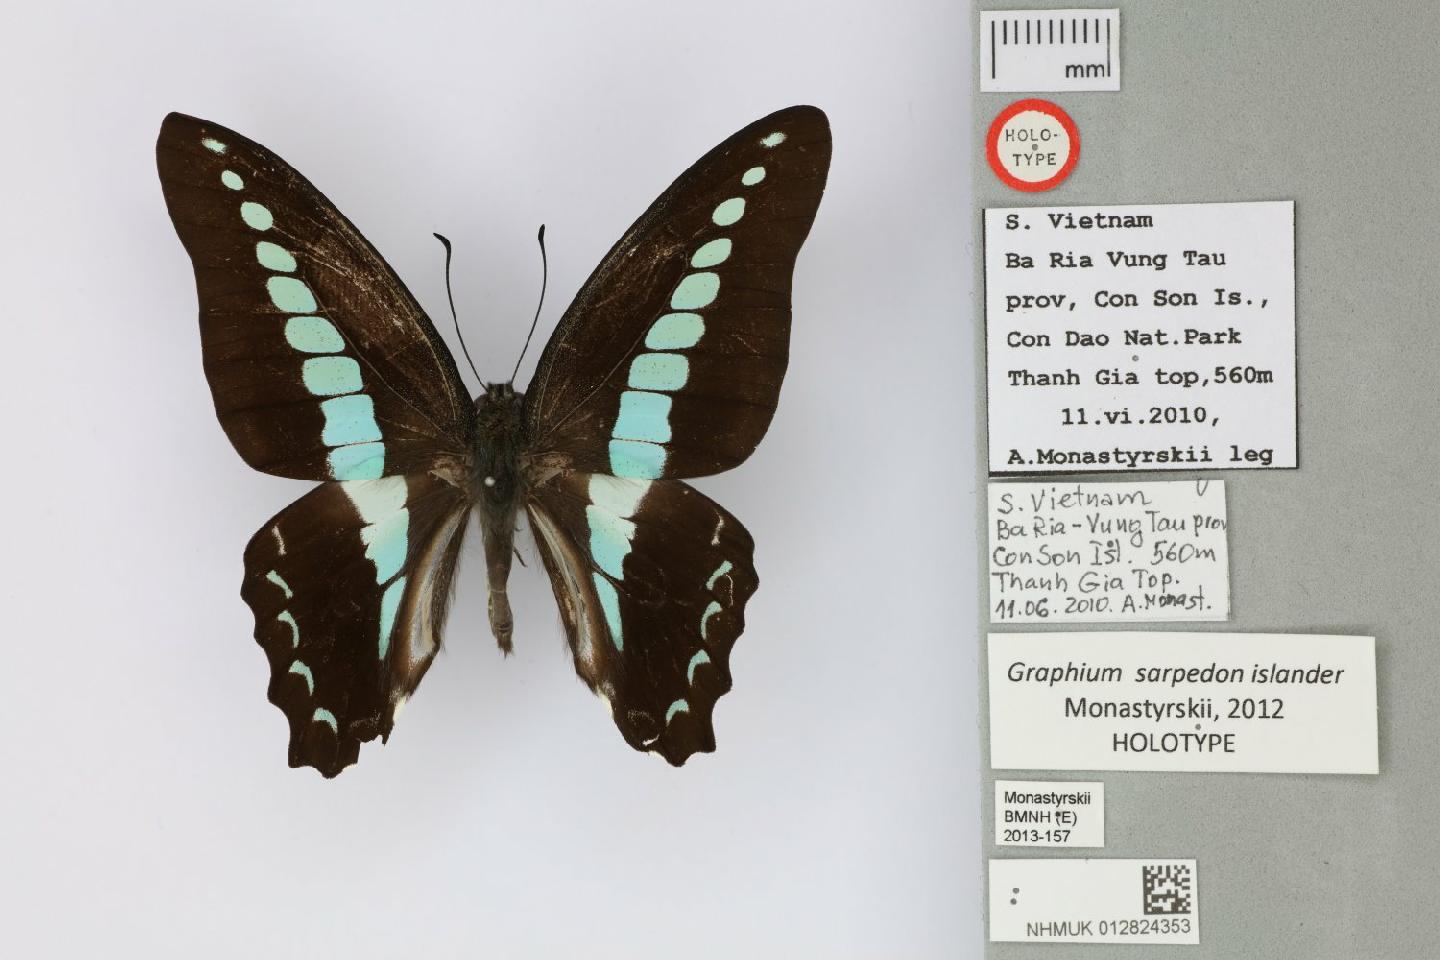 mm
HOLO-
TYPE
S. Vietnam
Ba Ria Vung Tau
prov, Con Son Is.,
Con Dao Nat.Park
Thanh Gia top,560m
11.vi.2010,
A.Monastyrskii leg
S. Vietnam
Ba Ria - Vung Tau prov
Con Son Isl. 560m
Thanh Gia Top.
11.06.2010. A. Monast.
Graphium sarpedon islander
Monastyrskii, 2012
HOLOTYPE
Monastyrskii
BMNH (E)
2013-157
NHMUK 012824353